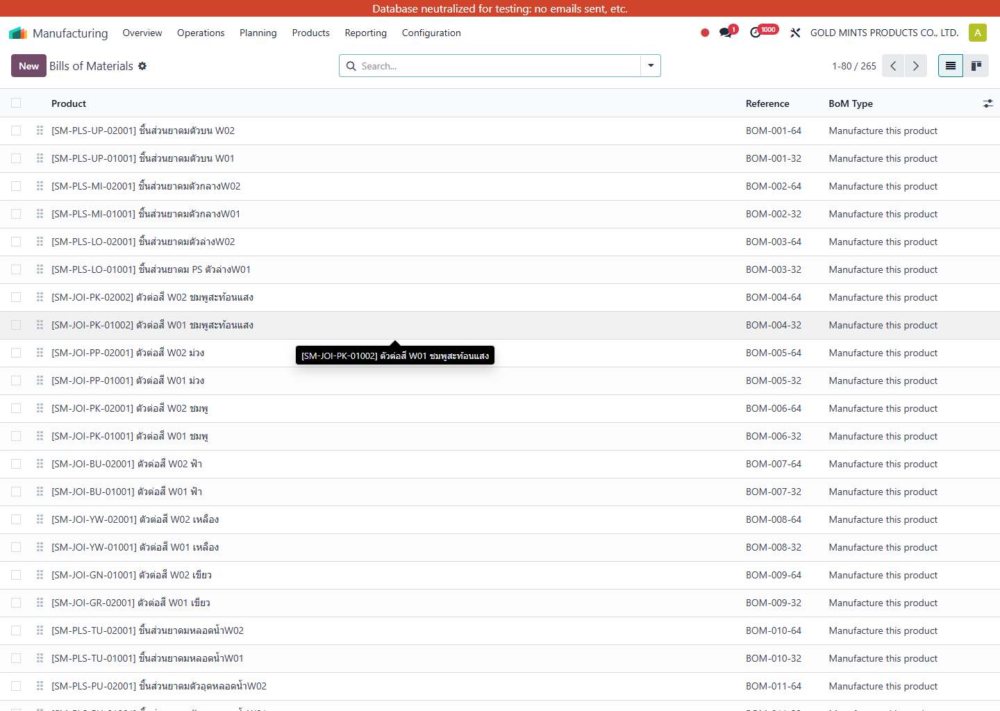 Database neutralized for testing: no emails sent, etc.
Manufacturing Overview Operations Planning Products Reporting Configuration 1 1000 GOLD MINTS PRODUCTS CO., LTD. A
New Bills of Materials Search... 1-80 / 265
Product Reference BoM Type
[SM-PLS-UP-02001] ชิ้นส่วนยาดมตัวบน W02 BOM-001-64 Manufacture this product
[SM-PLS-UP-01001] ชิ้นส่วนยาดมตัวบน W01 BOM-001-32 Manufacture this product
[SM-PLS-MI-02001] ชิ้นส่วนยาดมตัวกลางW02 BOM-002-64 Manufacture this product
[SM-PLS-MI-01001] ชิ้นส่วนยาดมตัวกลางW01 BOM-002-32 Manufacture this product
[SM-PLS-LO-02001] ชิ้นส่วนยาดมตัวล่างW02 BOM-003-64 Manufacture this product
[SM-PLS-LO-01001] ชิ้นส่วนยาดม PS ตัวล่างW01 BOM-003-32 Manufacture this product
[SM-JOI-PK-02002] ตัวต่อสี W02 ชมพูสะท้อนแสง BOM-004-64 Manufacture this product
[SM-JOI-PK-01002] ตัวต่อสี W01 ชมพูสะท้อนแสง BOM-004-32 Manufacture this product
[SM-JOI-PP-02001] ตัวต่อสี W02 ม่วง BOM-005-64 Manufacture this product
[SM-JOI-PK-01002] ตัวต่อสี W01 ชมพูสะท้อนแสง
[SM-JOI-PP-01001] ตัวต่อสี W01 ม่วง BOM-005-32 Manufacture this product
[SM-JOI-PK-02001] ตัวต่อสี W02 ชมพู BOM-006-64 Manufacture this product
[SM-JOI-PK-01001] ตัวต่อสี W01 ชมพู BOM-006-32 Manufacture this product
[SM-JOI-BU-02001] ตัวต่อสี W02 ฟ้า BOM-007-64 Manufacture this product
[SM-JOI-BU-01001] ตัวต่อสี W01 ฟ้า BOM-007-32 Manufacture this product
[SM-JOI-YW-02001] ตัวต่อสี W02 เหลือง BOM-008-64 Manufacture this product
[SM-JOI-YW-01001] ตัวต่อสี W01 เหลือง BOM-008-32 Manufacture this product
[SM-JOI-GN-01001] ตัวต่อสี W02 เขียว BOM-009-64 Manufacture this product
[SM-JOI-GR-02001] ตัวต่อสี W01 เขียว BOM-009-32 Manufacture this product
[SM-PLS-TU-02001] ชิ้นส่วนยาดมหลอดน้ำW02 BOM-010-64 Manufacture this product
[SM-PLS-TU-01001] ชิ้นส่วนยาดมหลอดน้ำW01 BOM-010-32 Manufacture this product
[SM-PLS-PU-02001] ชิ้นส่วนยาดมตัวอุดหลอดน้ำW02 BOM-011-64 Manufacture this product